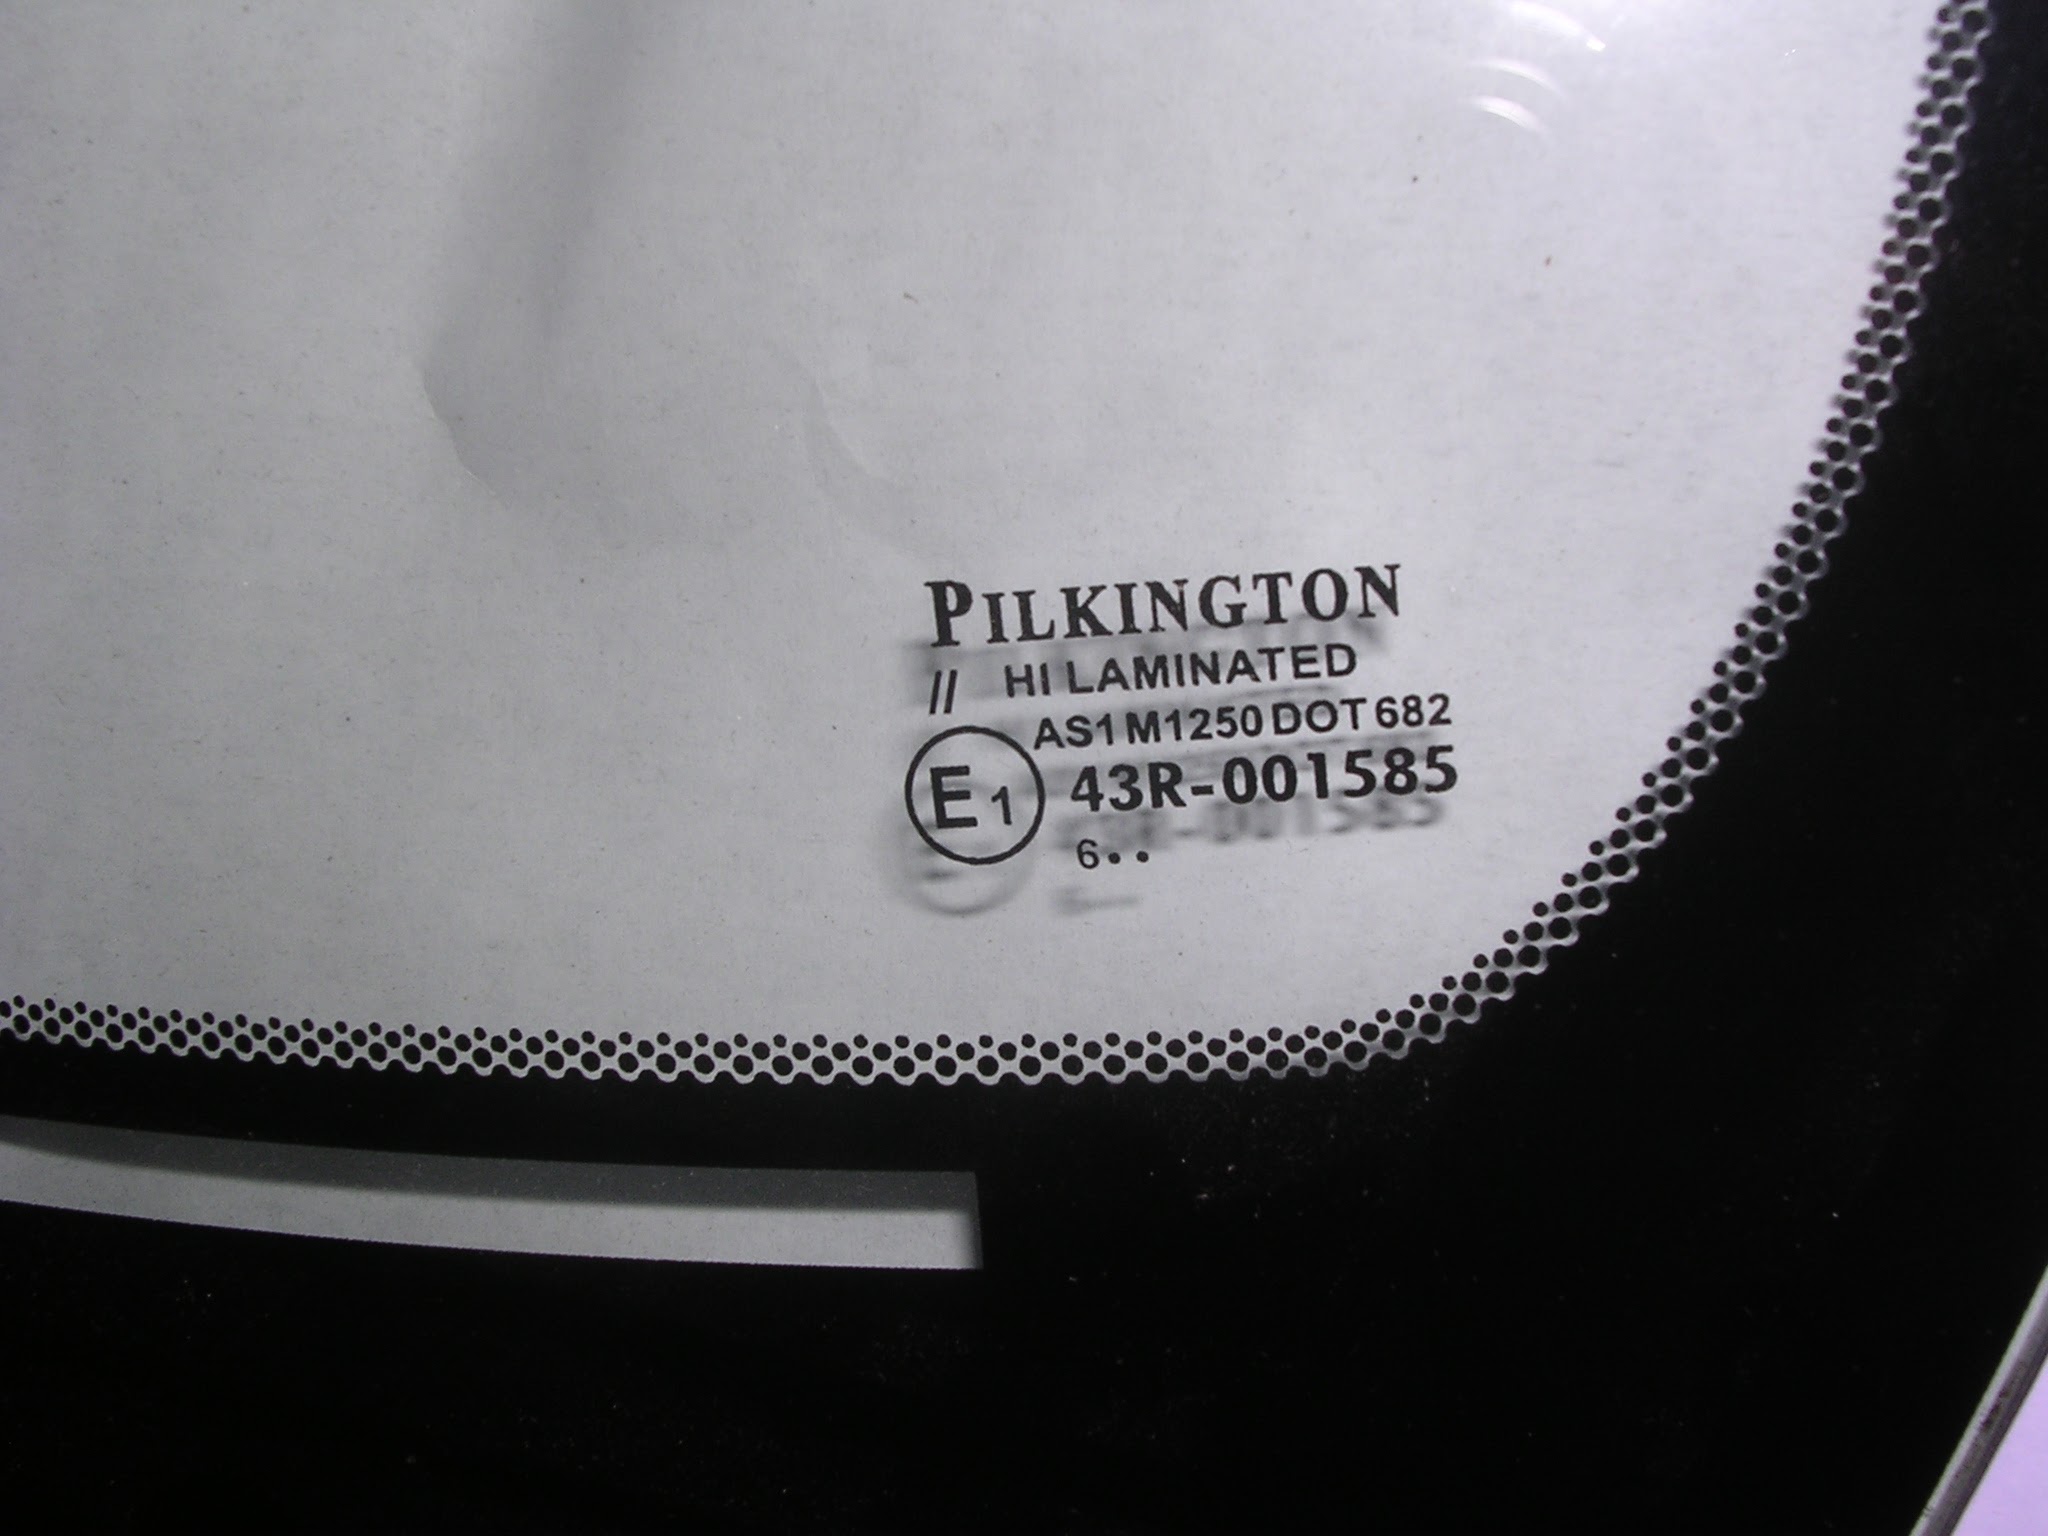 PILKINGTON
// HI LAMINATED
AS1 M1250 DOT 682
E1 43R-001585
6••